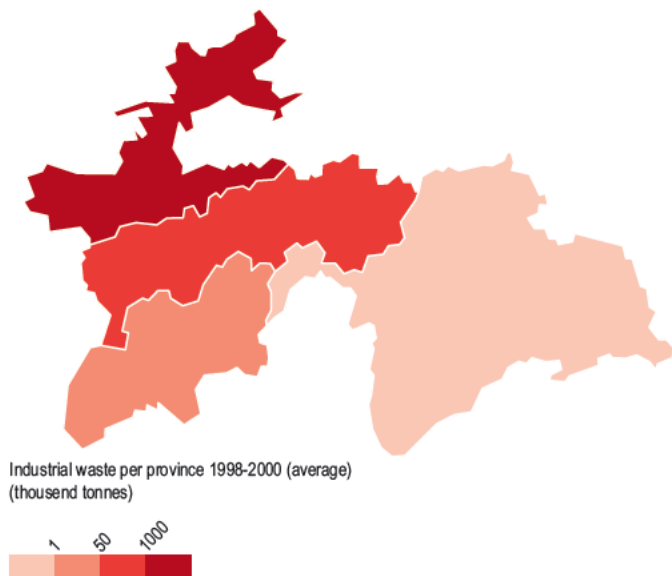 Industrial waste per province 1998-2000 (average)
(thousend tonnes)
1 50 1000